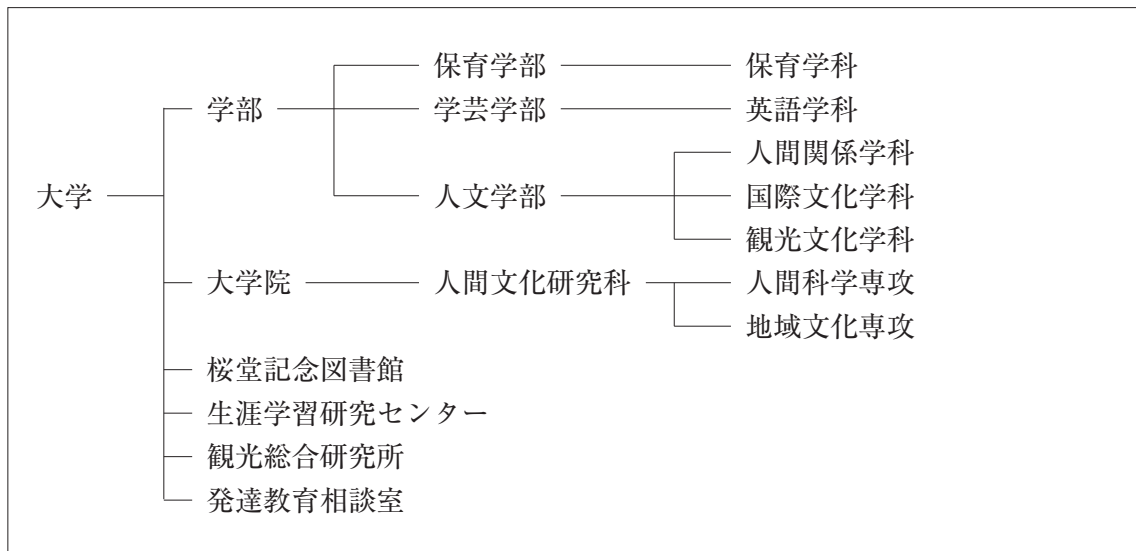 保育学部 保育学科
学部 学芸学部 英語学科
人間関係学科
大学 人文学部 国際文化学科
観光文化学科
大学院 人間文化研究科 人間科学専攻
地域文化専攻
桜堂記念図書館
生涯学習研究センター
観光総合研究所
発達教育相談室